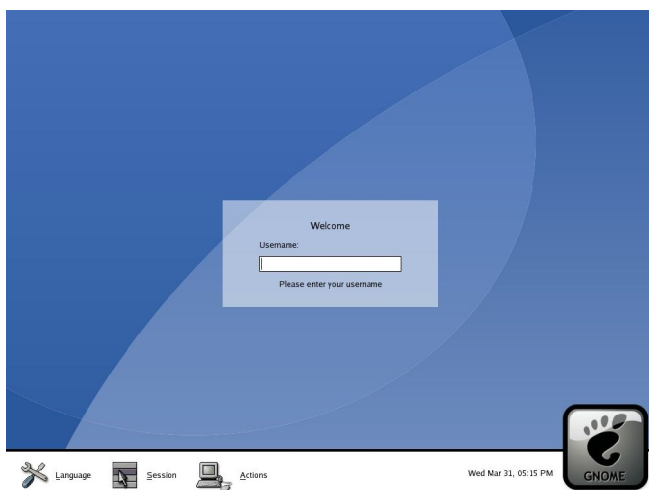 Welcome
Username:
Please enter your username
Language
Session
Actions
Wed Mar 31, 05:15 PM
GNOME